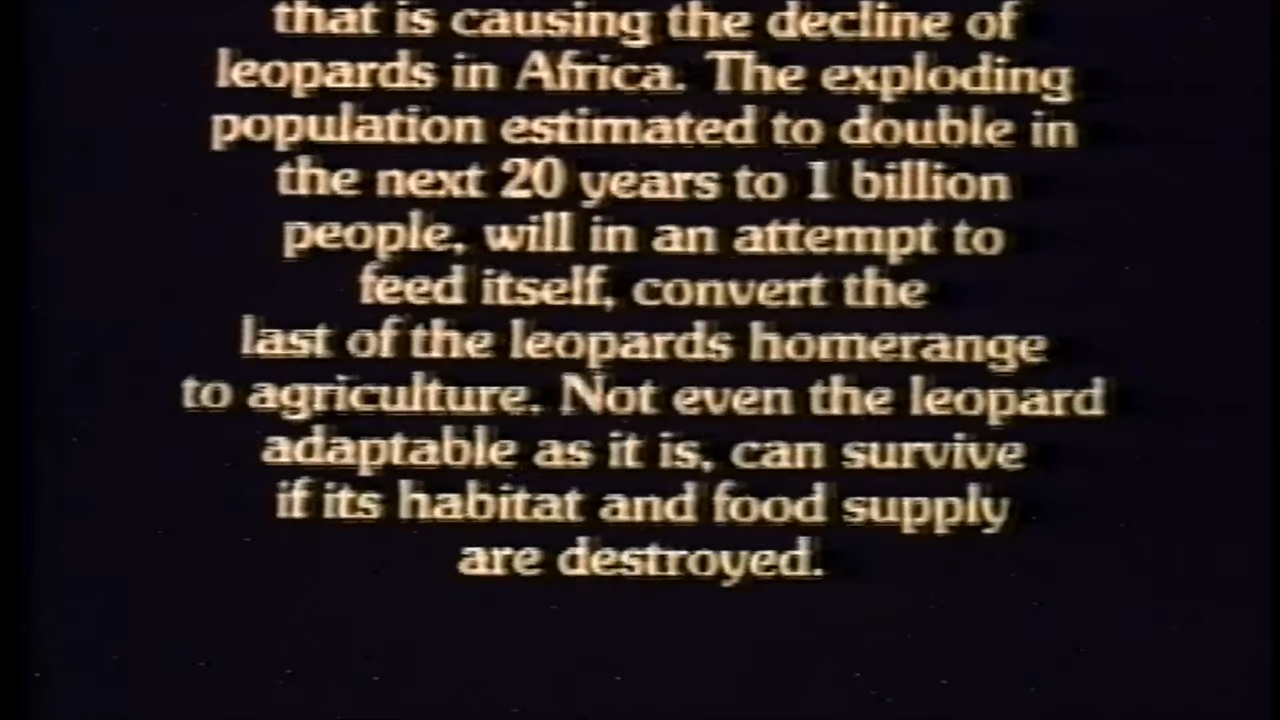 that is causing the decline of
leopards in Africa. The exploding
population estimated to double in
the next 20 years to 1 billion
people, will in an attempt to
feed itself, convert the
last of the leopards homerange
to agriculture. Not even the leopard
adaptable as it is, can survive
if its habitat and food supply
are destroyed.